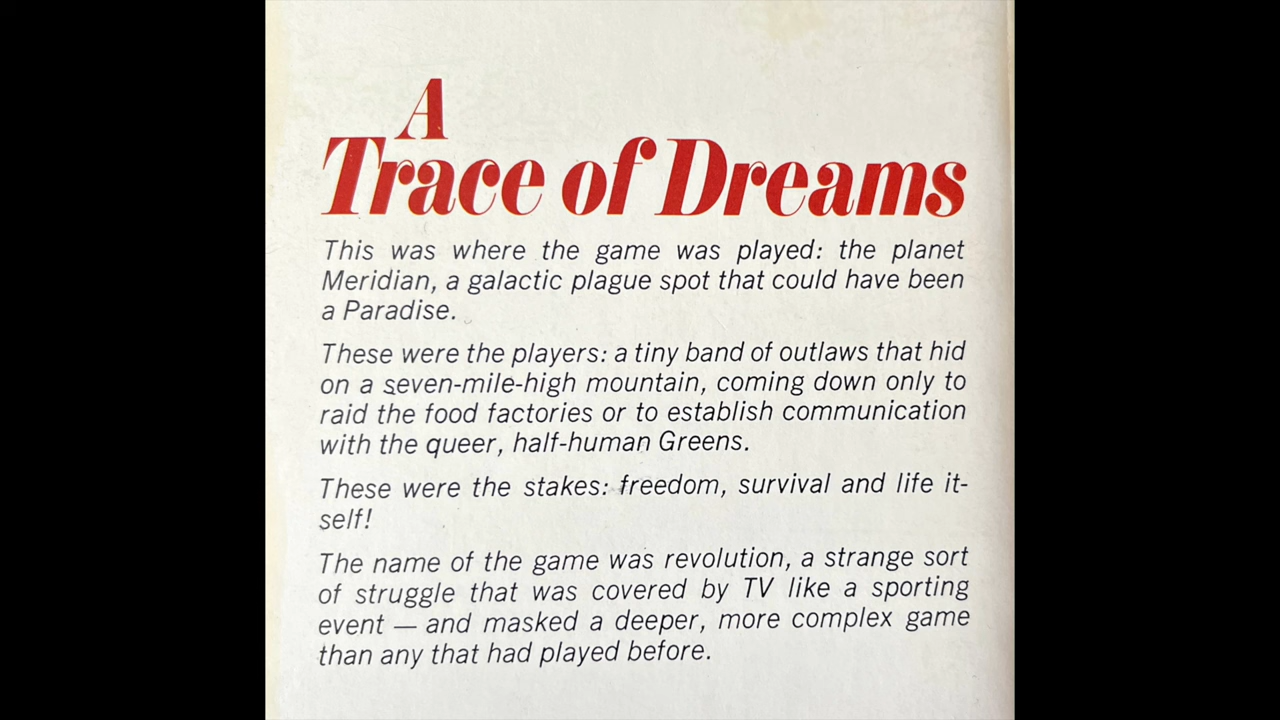 A
Trace of Dreams
This was where the game was played: the planet
Meridian, a galactic plague spot that could have been
a Paradise.
These were the players: a tiny band of outlaws that hid
on a seven-mile-high mountain, coming down only to
raid the food factories or to establish communication
with the queer, half-human Greens.
These were the stakes: freedom, survival and life it-
self!
The name of the game was revolution, a strange sort
of struggle that was covered by TV like a sporting
event — and masked a deeper, more complex game
than any that had played before.